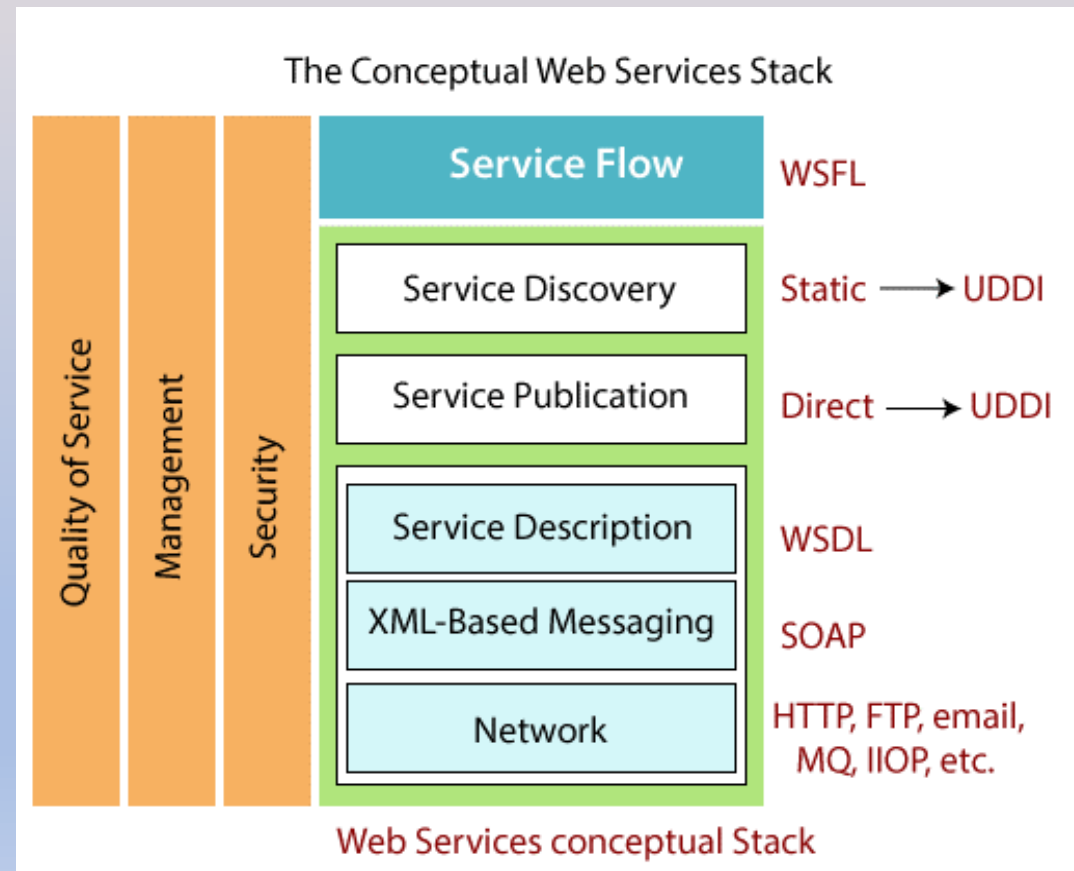 The Conceptual Web Services Stack
Quality of Service
Management
Security
Service Flow
WSFL
Service Discovery
Static → UDDI
Service Publication
Direct → UDDI
Service Description
WSDL
XML-Based Messaging
SOAP
Network
HTTP, FTP, email,
MQ, IIOP, etc.
Web Services conceptual Stack